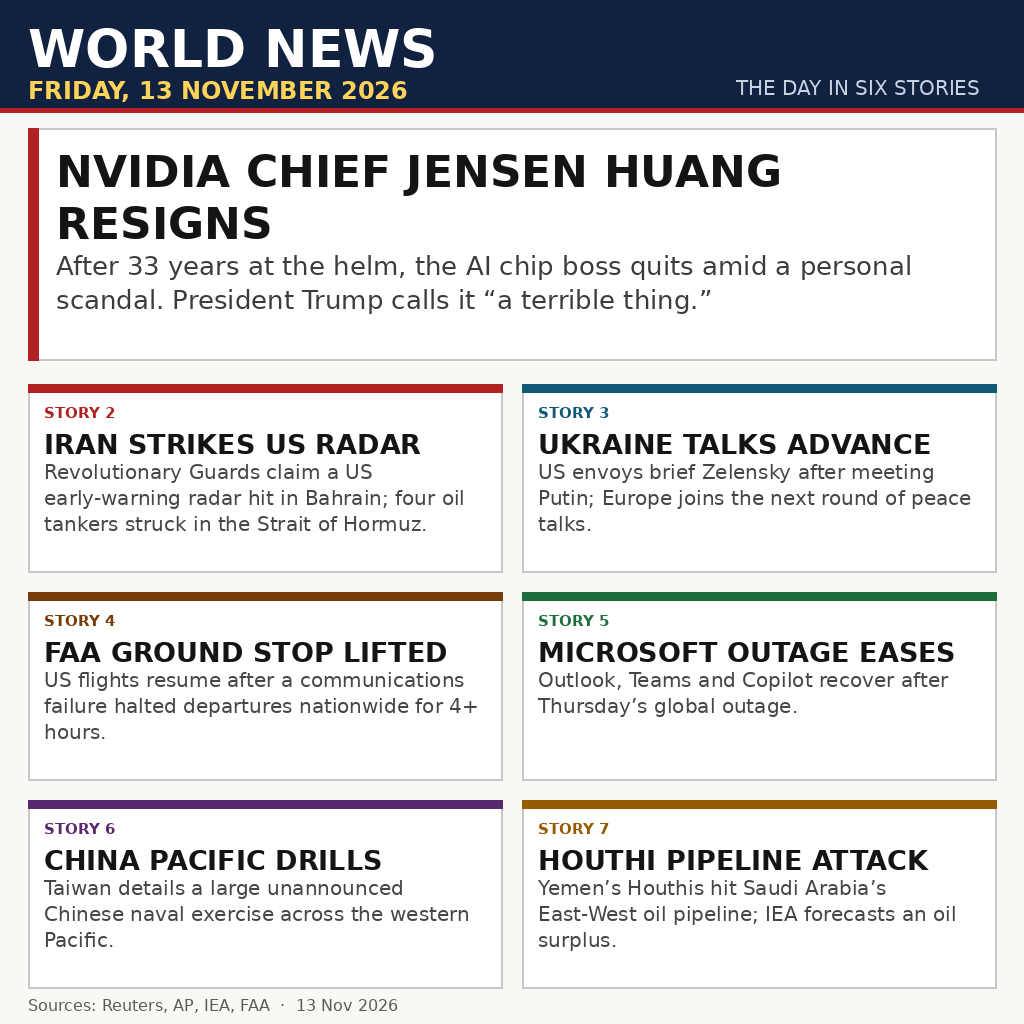 WORLD NEWS
FRIDAY, 13 NOVEMBER 2026
THE DAY IN SIX STORIES
NVIDIA CHIEF JENSEN HUANG
RESIGNS
After 33 years at the helm, the AI chip boss quits amid a personal
scandal. President Trump calls it “a terrible thing.”
STORY 2
IRAN STRIKES US RADAR
Revolutionary Guards claim a US
early-warning radar hit in Bahrain; four oil
tankers struck in the Strait of Hormuz.
STORY 3
UKRAINE TALKS ADVANCE
US envoys brief Zelensky after meeting
Putin; Europe joins the next round of peace
talks.
STORY 4
FAA GROUND STOP LIFTED
US flights resume after a communications
failure halted departures nationwide for 4+
hours.
STORY 5
MICROSOFT OUTAGE EASES
Outlook, Teams and Copilot recover after
Thursday’s global outage.
STORY 6
CHINA PACIFIC DRILLS
Taiwan details a large unannounced
Chinese naval exercise across the western
Pacific.
STORY 7
HOUTHI PIPELINE ATTACK
Yemen’s Houthis hit Saudi Arabia’s
East-West oil pipeline; IEA forecasts an oil
surplus.
Sources: Reuters, AP, IEA, FAA · 13 Nov 2026